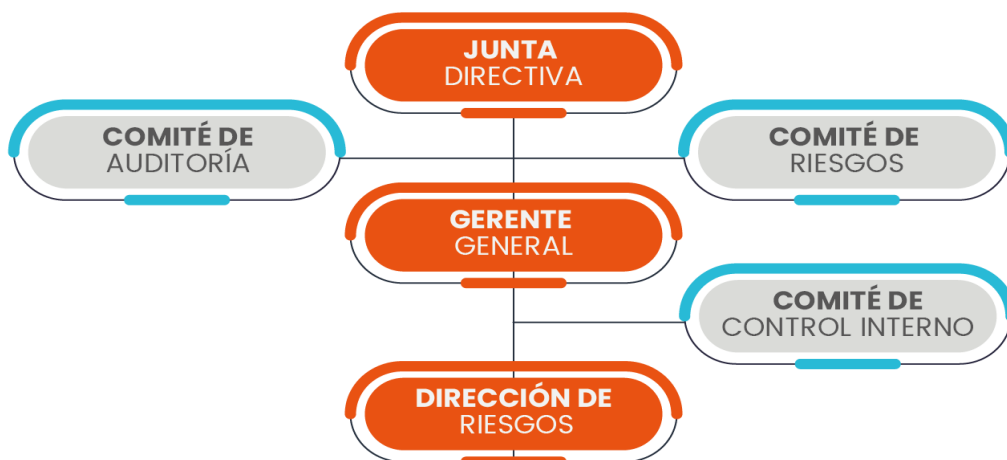 JUNTA
DIRECTIVA
COMITÉ DE
AUDITORÍA
COMITÉ DE
RIESGOS
GERENTE
GENERAL
COMITÉ DE
CONTROL INTERNO
DIRECCIÓN DE
RIESGOS